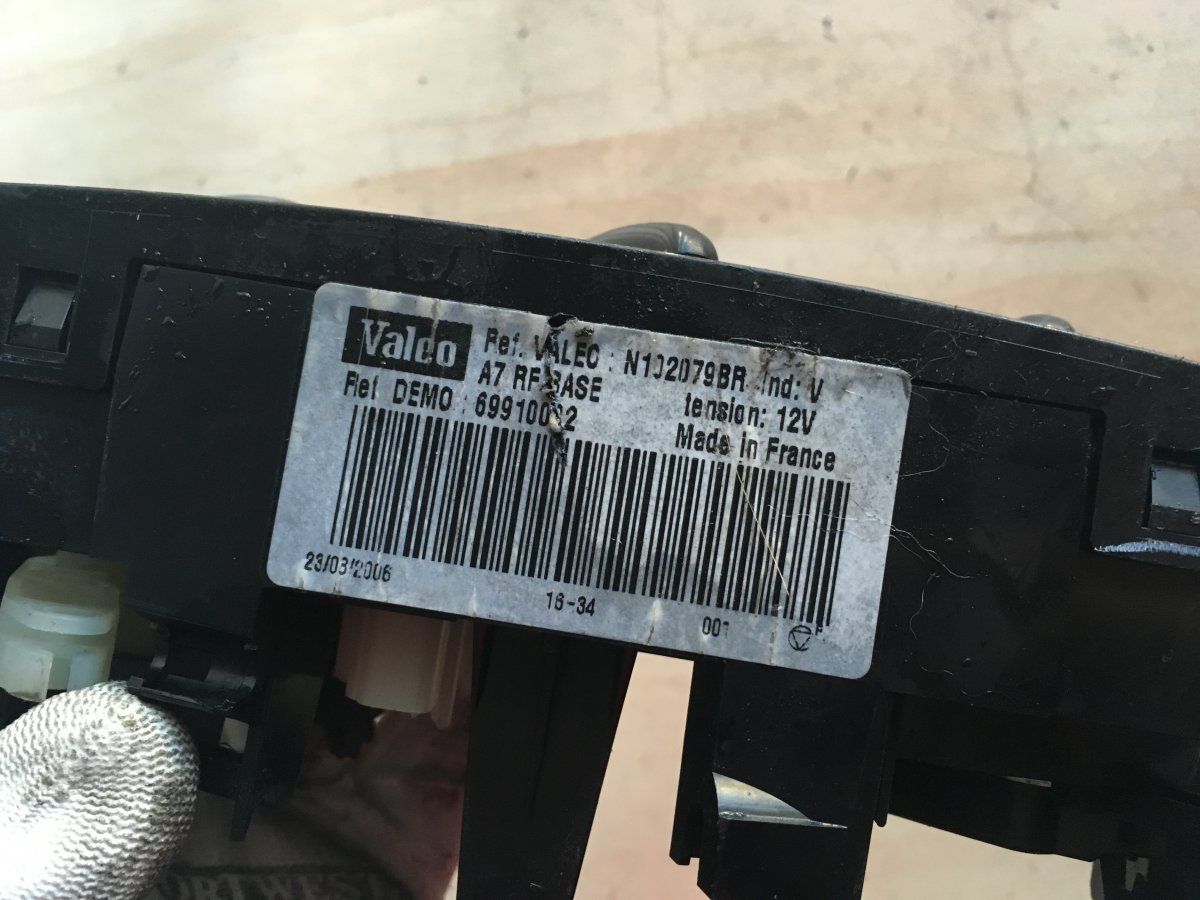 Valeo
Ref. VALEO : N102079BR Ind: V
A7 RF BASE tension: 12V
Ref DEMO : 69910002 Made in France
23/03/2006 16-34 001